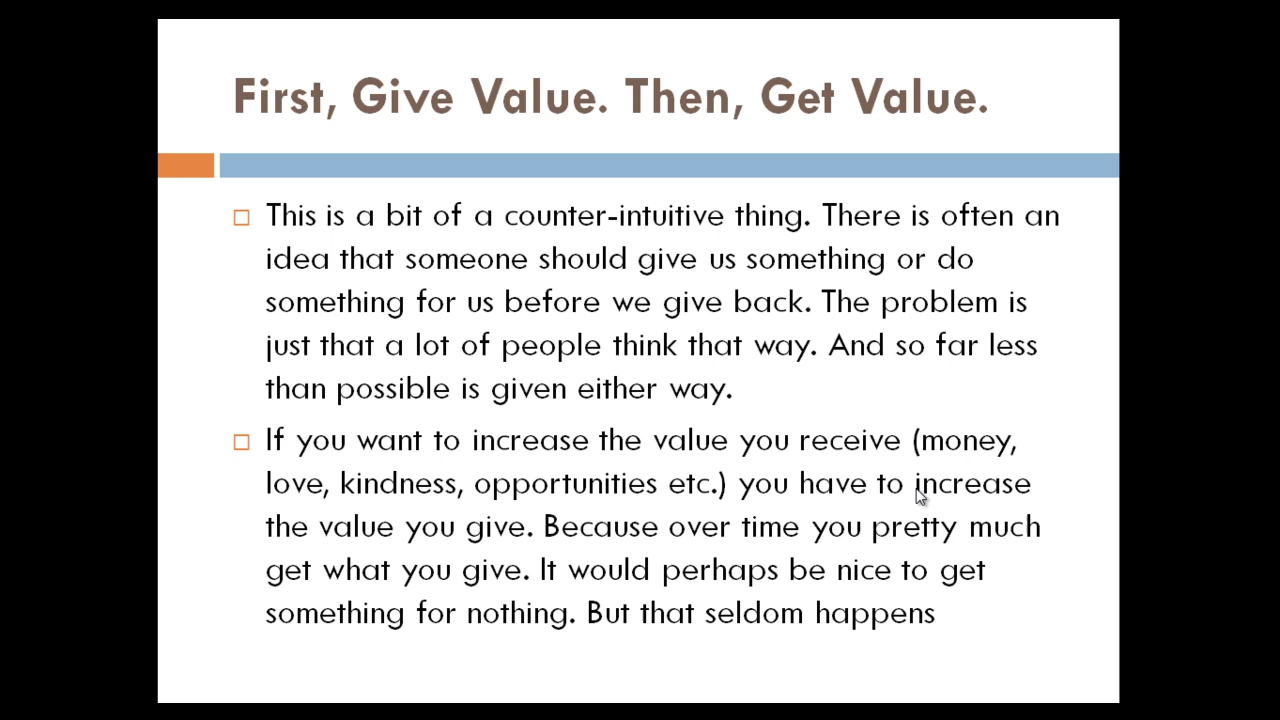 First, Give Value. Then, Get Value.
This is a bit of a counter-intuitive thing. There is often an
idea that someone should give us something or do
something for us before we give back. The problem is
just that a lot of people think that way. And so far less
than possible is given either way.
If you want to increase the value you receive (money,
love, kindness, opportunities etc.) you have to increase
the value you give. Because over time you pretty much
get what you give. It would perhaps be nice to get
something for nothing. But that seldom happens